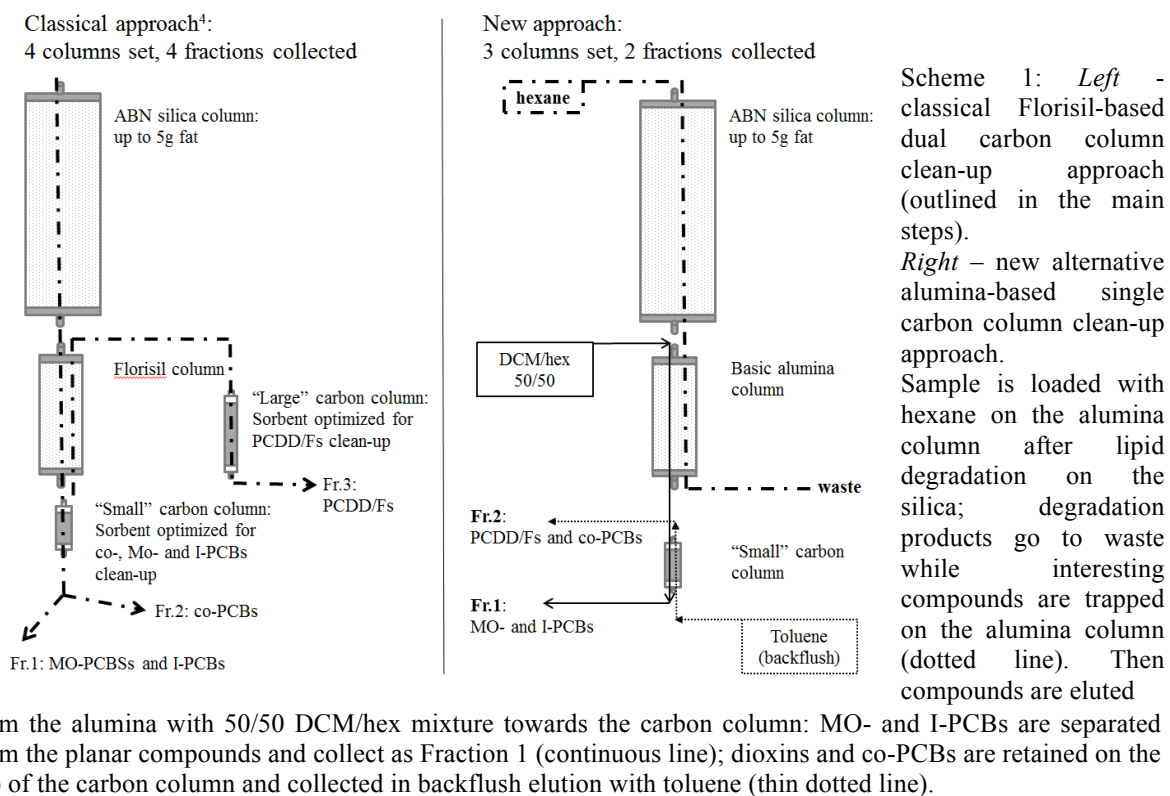 Classical approach⁴:
4 columns set, 4 fractions collected
ABN silica column:
up to 5g fat
Florisil column
"Large" carbon column:
Sorbent optimized for
PCDD/Fs clean-up
Fr.3:
PCDD/Fs
"Small" carbon column:
Sorbent optimized for
co-, Mo- and I-PCBs
clean-up
Fr.2: co-PCBs
Fr.1: MO-PCBSs and I-PCBs
New approach:
3 columns set, 2 fractions collected
hexane
ABN silica column:
up to 5g fat
DCM/hex
50/50
Basic alumina
column
waste
Fr.2:
PCDD/Fs and co-PCBs
"Small" carbon
column
Fr.1:
MO- and I-PCBs
Toluene
(backflush)
Scheme 1: Left -
classical Florisil-based
dual carbon column
clean-up approach
(outlined in the main
steps).
Right – new alternative
alumina-based single
carbon column clean-up
approach.
Sample is loaded with
hexane on the alumina
column after lipid
degradation on the
silica; degradation
products go to waste
while interesting
compounds are trapped
on the alumina column
(dotted line). Then
compounds are eluted
m the alumina with 50/50 DCM/hex mixture towards the carbon column: MO- and I-PCBs are separated
m the planar compounds and collect as Fraction 1 (continuous line); dioxins and co-PCBs are retained on the
of the carbon column and collected in backflush elution with toluene (thin dotted line).